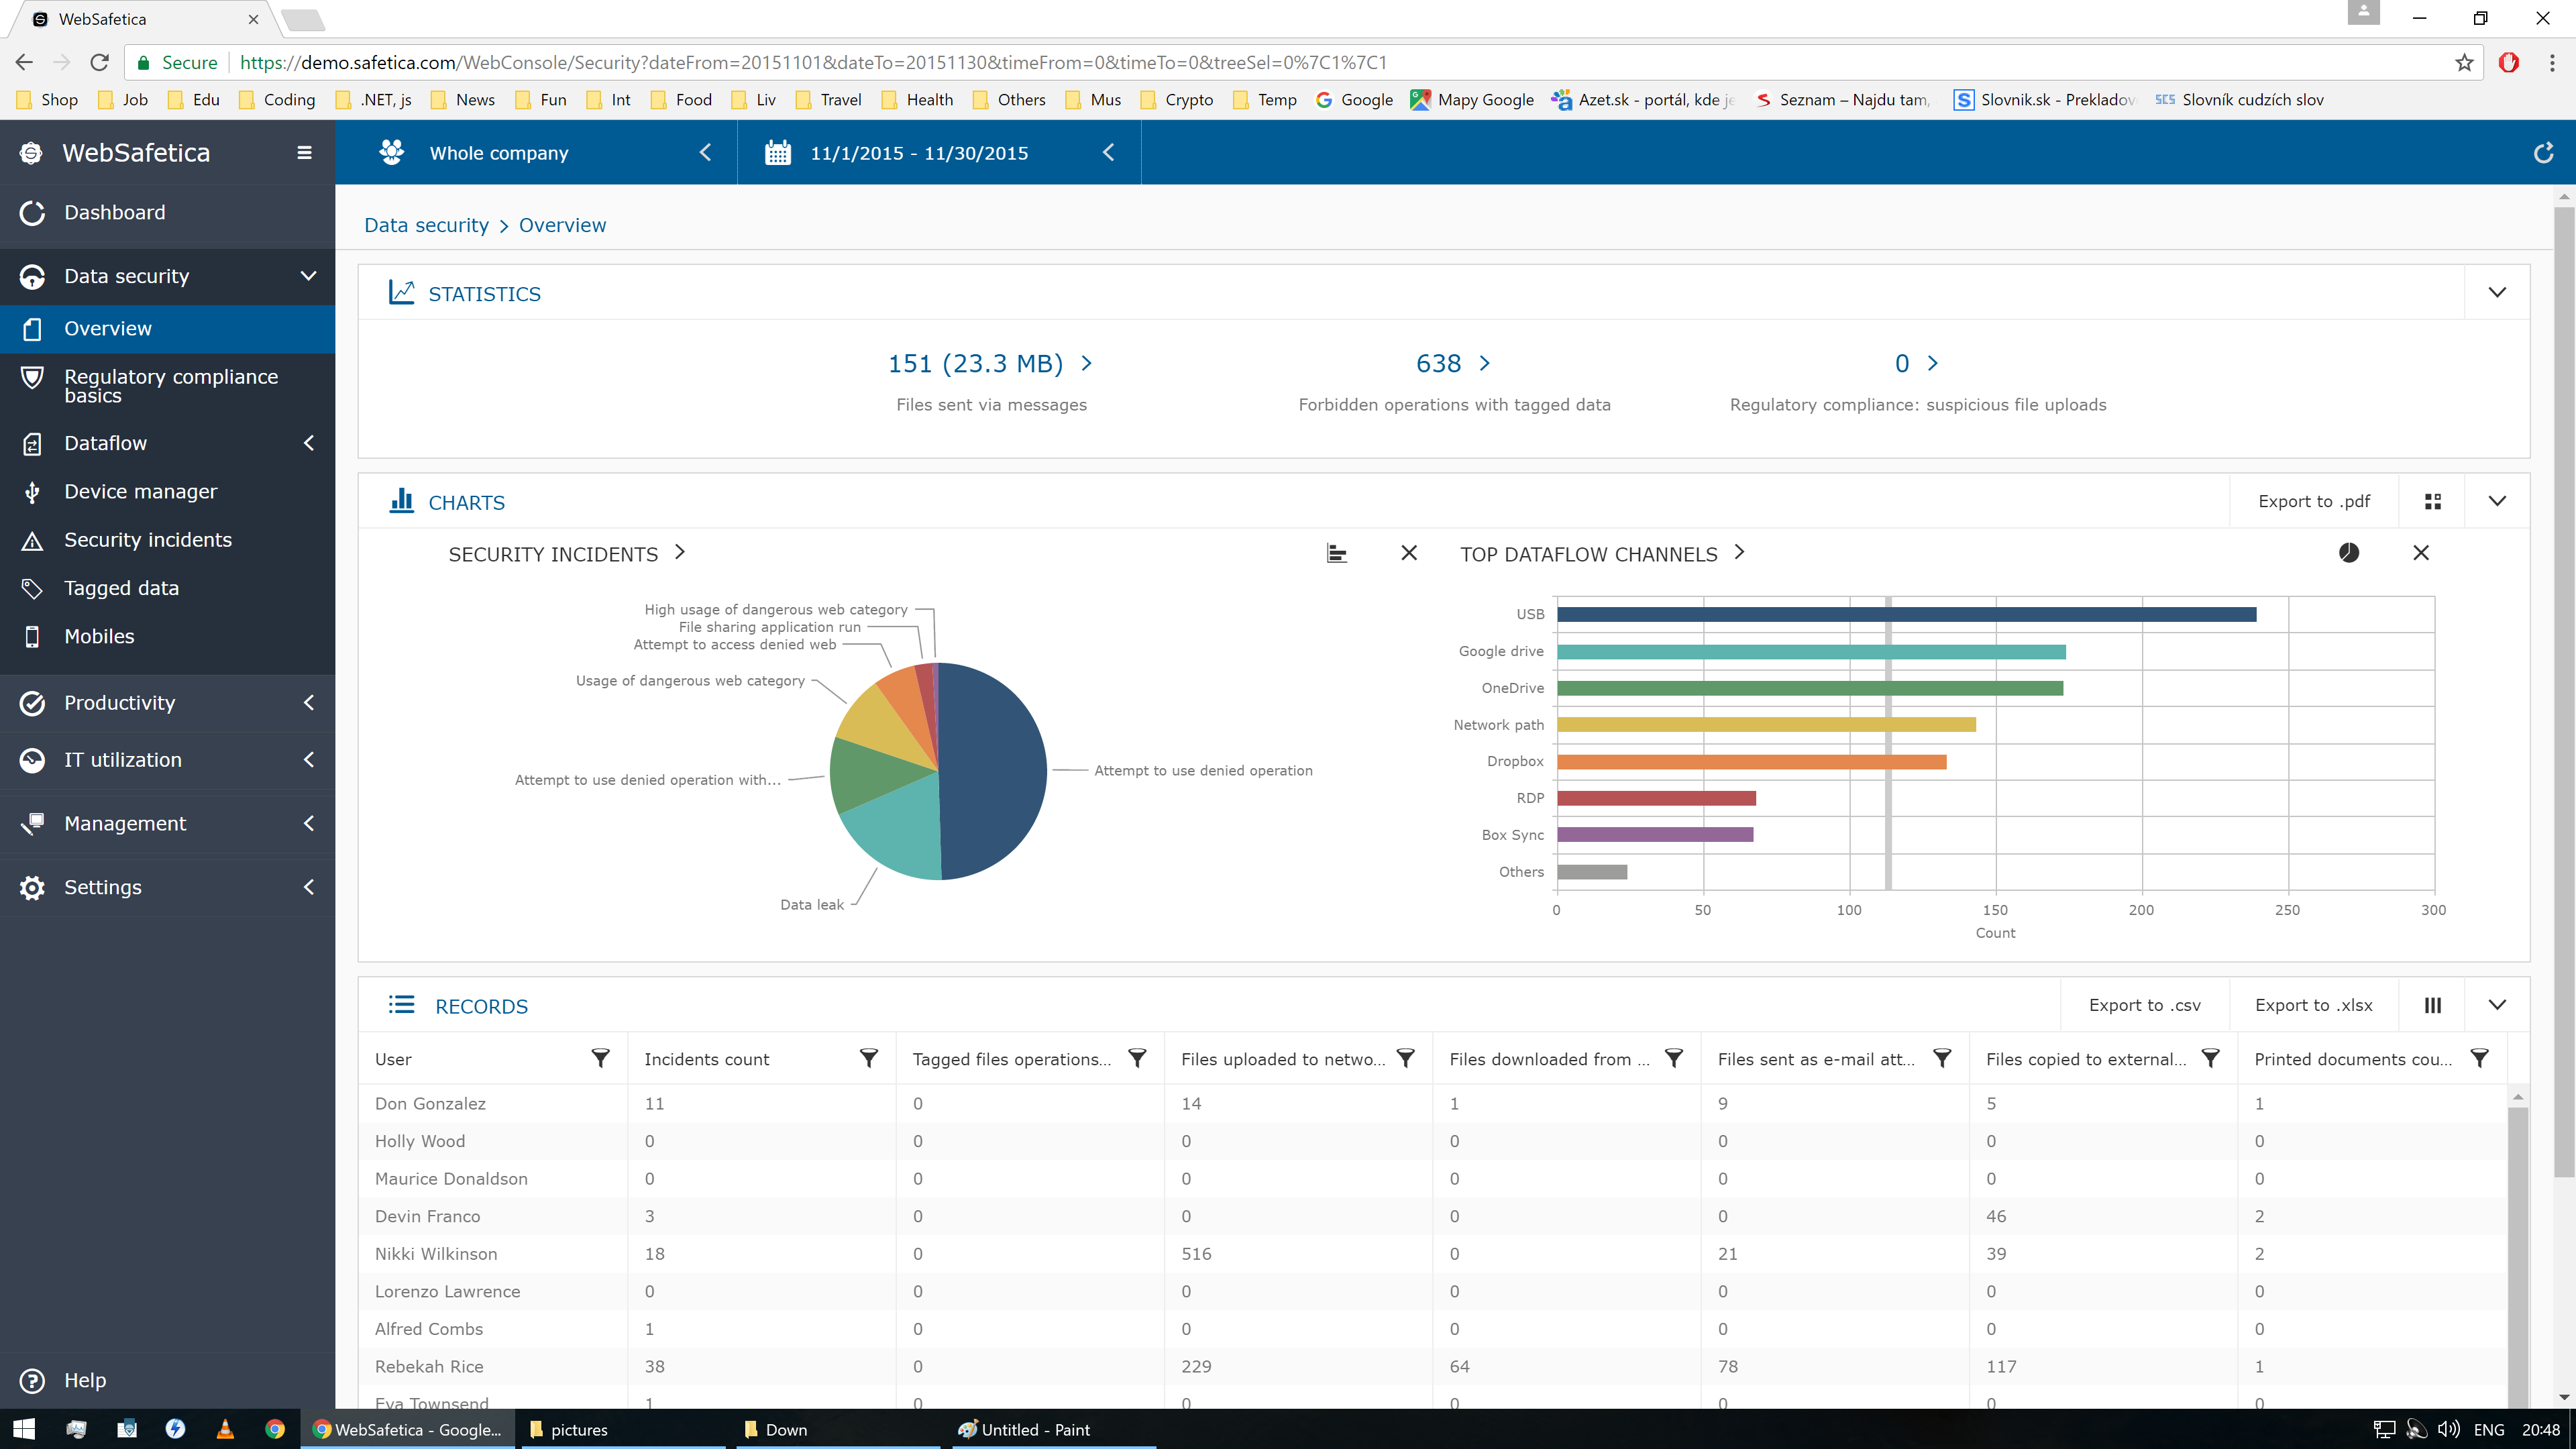 WebSafetica
Secure https://demo.safetica.com/WebConsole/Security?dateFrom=20151101&dateTo=20151130&timeFrom=0&timeTo=0&treeSel=0%7C1%7C1
Shop Job Edu Coding .NET, js News Fun Int Food Liv Travel Health Others Mus Crypto Temp Google Mapy Google Azet.sk - portál, kde je Seznam – Najdu tam, Slovnik.sk - Prekladov Slovník cudzích slov
WebSafetica Whole company 11/1/2015 - 11/30/2015
Dashboard
Data security
Overview
Regulatory compliance
basics
Dataflow
Device manager
Security incidents
Tagged data
Mobiles
Productivity
IT utilization
Management
Settings
Help
Data security > Overview
STATISTICS
151 (23.3 MB) > 638 > 0 >
Files sent via messages Forbidden operations with tagged data Regulatory compliance: suspicious file uploads
CHARTS Export to .pdf
SECURITY INCIDENTS >
High usage of dangerous web category
File sharing application run
Attempt to access denied web
Usage of dangerous web category
Attempt to use denied operation
Attempt to use denied operation with...
Data leak
TOP DATAFLOW CHANNELS >
USB
Google drive
OneDrive
Network path
Dropbox
RDP
Box Sync
Others
0 50 100 150 200 250 300
Count
RECORDS Export to .csv Export to .xlsx
User Incidents count Tagged files operations... Files uploaded to netwo... Files downloaded from ... Files sent as e-mail att... Files copied to external... Printed documents cou...
Don Gonzalez 11 0 14 1 9 5 1
Holly Wood 0 0 0 0 0 0 0
Maurice Donaldson 0 0 0 0 0 0 0
Devin Franco 3 0 0 0 0 46 2
Nikki Wilkinson 18 0 516 0 21 39 2
Lorenzo Lawrence 0 0 0 0 0 0 0
Alfred Combs 1 0 0 0 0 0 0
Rebekah Rice 38 0 229 64 78 117 1
Eva Townsend 1 0 0 0 0 0 0
WebSafetica - Google... pictures Down Untitled - Paint ENG 20:48